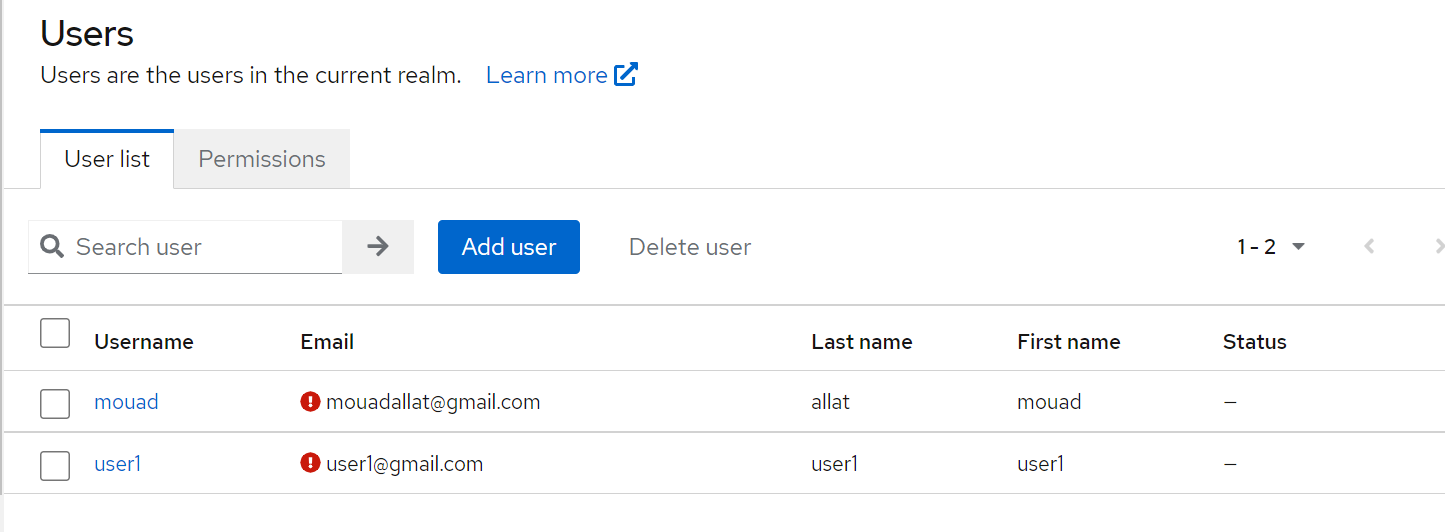 Users
Users are the users in the current realm. Learn more
User list Permissions
Search user Add user Delete user 1 - 2
Username Email Last name First name Status
mouad mouadallat@gmail.com allat mouad –
user1 user1@gmail.com user1 user1 –